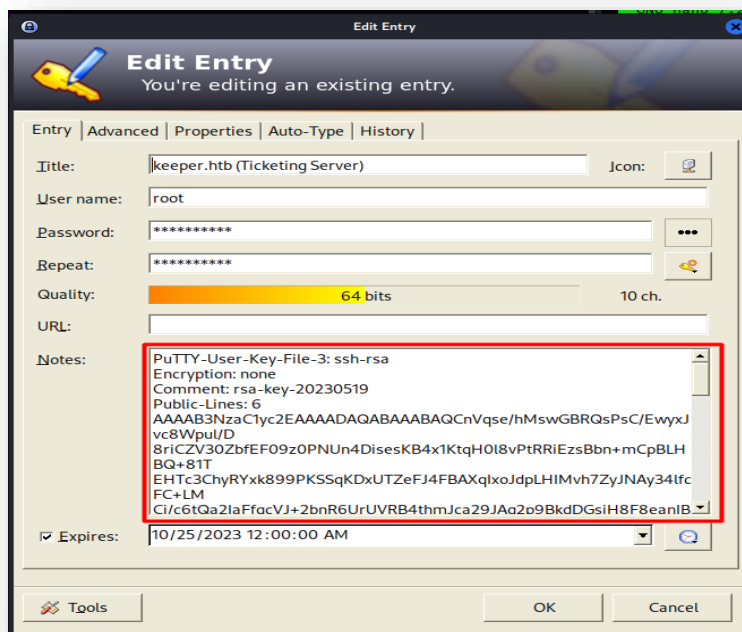 Edit Entry
Edit Entry
You're editing an existing entry.
Entry Advanced Properties Auto-Type History
Title: keeper.htb (Ticketing Server) Icon:
User name: root
Password: ********** •••
Repeat: **********
Quality: 64 bits 10 ch.
URL:
Notes: PuTTY-User-Key-File-3: ssh-rsa
Encryption: none
Comment: rsa-key-20230519
Public-Lines: 6
AAAAB3NzaC1yc2EAAAADAQABAAABAQCnVqse/hMswGBRQsPsC/EwyxJ
vc8Wpul/D
8riCZV30ZbfEF09z0PNUn4DisesKB4x1KtqH0l8vPtRRiEzsBbn+mCpBLH
BQ+81T
EHTc3ChyRYxk899PKSSqKDxUTZeFJ4FBAXqIxoJdpLHIMvh7ZyJNAy34lfc
FC+LM
Cj/c6tQa2IaFfqcVJ+2bnR6UrUVRB4thmJca29JAq2p9BkdDGsiH8F8eanIB
Expires: 10/25/2023 12:00:00 AM
Tools OK Cancel